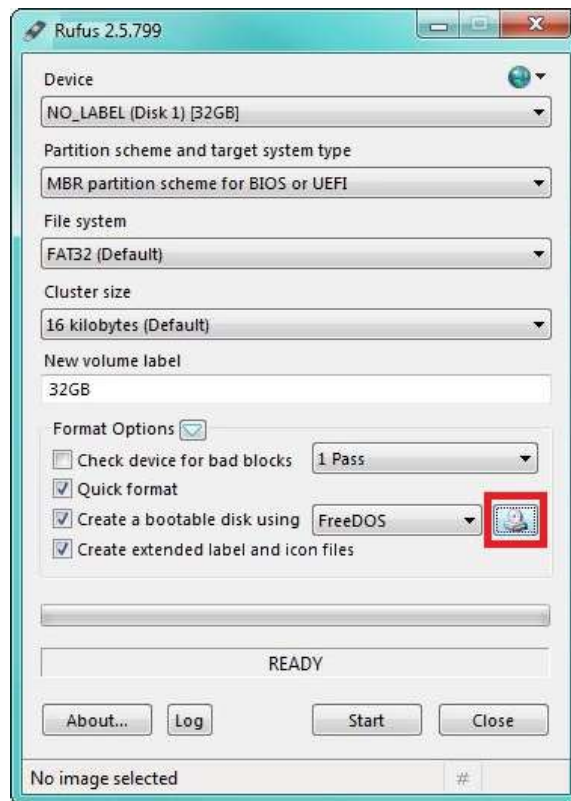 Rufus 2.5.799
Device
NO_LABEL (Disk 1) [32GB]
Partition scheme and target system type
MBR partition scheme for BIOS or UEFI
File system
FAT32 (Default)
Cluster size
16 kilobytes (Default)
New volume label
32GB
Format Options
Check device for bad blocks 1 Pass
Quick format
Create a bootable disk using FreeDOS
Create extended label and icon files
READY
About... Log Start Close
No image selected #